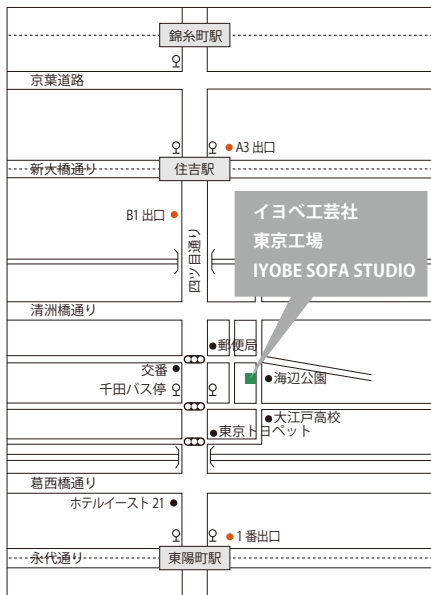 錦糸町駅
京葉道路
A3 出口
新大橋通り
住吉駅
B1 出口
四ツ目通り
イヨベ工芸社
東京工場
IYOBE SOFA STUDIO
清洲橋通り
郵便局
交番
千田バス停
海辺公園
大江戸高校
東京トヨペット
葛西橋通り
ホテルイースト 21
1 番出口
永代通り
東陽町駅